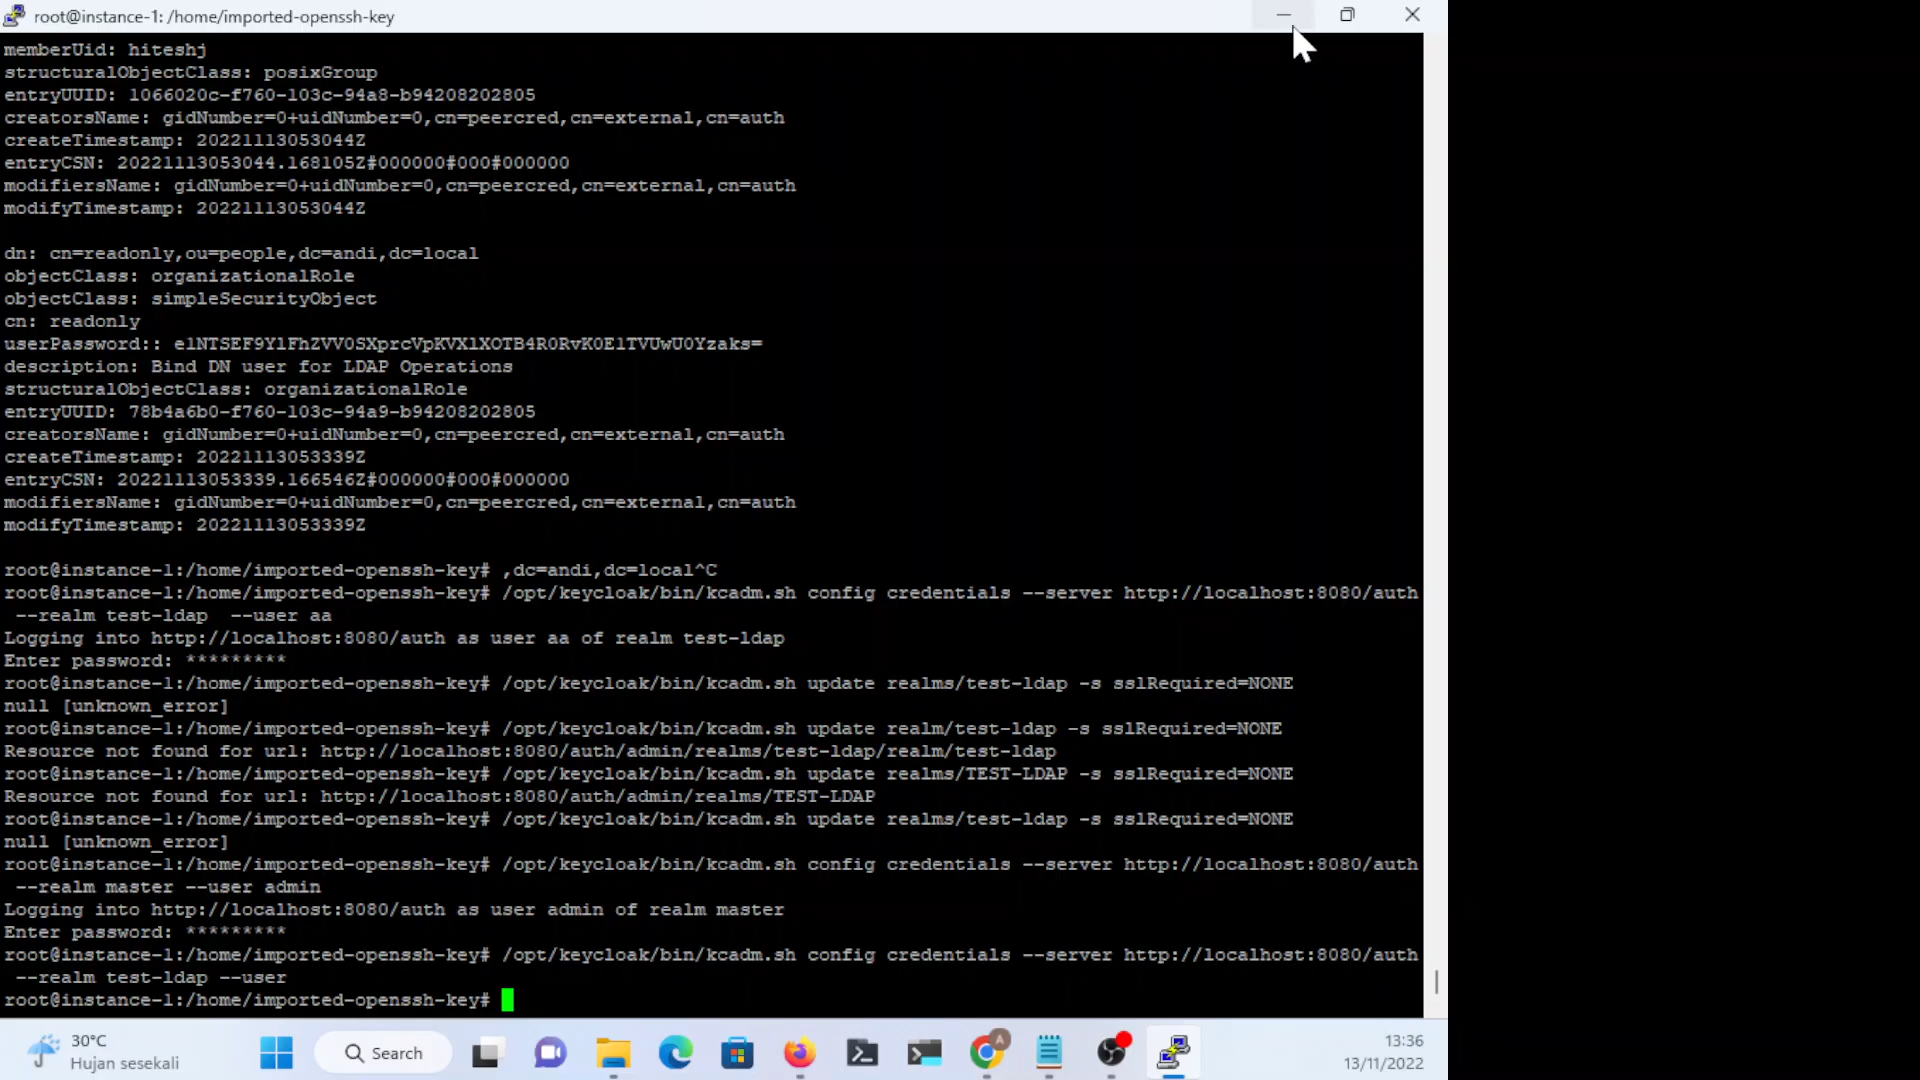 root@instance-1: /home/imported-openssh-key
memberUid: hiteshj
structuralObjectClass: posixGroup
entryUUID: 1066020c-f760-103c-94a8-b94208202805
creatorsName: gidNumber=0+uidNumber=0,cn=peercred,cn=external,cn=auth
createTimestamp: 20221113053044Z
entryCSN: 20221113053044.168105Z#000000#000#000000
modifiersName: gidNumber=0+uidNumber=0,cn=peercred,cn=external,cn=auth
modifyTimestamp: 20221113053044Z
dn: cn=readonly,ou=people,dc=andi,dc=local
objectClass: organizationalRole
objectClass: simpleSecurityObject
cn: readonly
userPassword:: e1NTSEF9Y1FhZVV0SXprcVpKVX1XOTB4R0RvK0E1TVUwU0Yzaks=
description: Bind DN user for LDAP Operations
structuralObjectClass: organizationalRole
entryUUID: 78b4a6b0-f760-103c-94a9-b94208202805
creatorsName: gidNumber=0+uidNumber=0,cn=peercred,cn=external,cn=auth
createTimestamp: 20221113053339Z
entryCSN: 20221113053339.166546Z#000000#000#000000
modifiersName: gidNumber=0+uidNumber=0,cn=peercred,cn=external,cn=auth
modifyTimestamp: 20221113053339Z
root@instance-1:/home/imported-openssh-key# ,dc=andi,dc=local^C
root@instance-1:/home/imported-openssh-key# /opt/keycloak/bin/kcadm.sh config credentials --server http://localhost:8080/auth
--realm test-ldap  --user aa
Logging into http://localhost:8080/auth as user aa of realm test-ldap
Enter password: *********
root@instance-1:/home/imported-openssh-key# /opt/keycloak/bin/kcadm.sh update realms/test-ldap -s sslRequired=NONE
null [unknown_error]
root@instance-1:/home/imported-openssh-key# /opt/keycloak/bin/kcadm.sh update realm/test-ldap -s sslRequired=NONE
Resource not found for url: http://localhost:8080/auth/admin/realms/test-ldap/realm/test-ldap
root@instance-1:/home/imported-openssh-key# /opt/keycloak/bin/kcadm.sh update realms/TEST-LDAP -s sslRequired=NONE
Resource not found for url: http://localhost:8080/auth/admin/realms/TEST-LDAP
root@instance-1:/home/imported-openssh-key# /opt/keycloak/bin/kcadm.sh update realms/test-ldap -s sslRequired=NONE
null [unknown_error]
root@instance-1:/home/imported-openssh-key# /opt/keycloak/bin/kcadm.sh config credentials --server http://localhost:8080/auth
--realm master --user admin
Logging into http://localhost:8080/auth as user admin of realm master
Enter password: *********
root@instance-1:/home/imported-openssh-key# /opt/keycloak/bin/kcadm.sh config credentials --server http://localhost:8080/auth
--realm test-ldap --user
root@instance-1:/home/imported-openssh-key#
30°C
Hujan sesekali
Search
A
13:36
13/11/2022